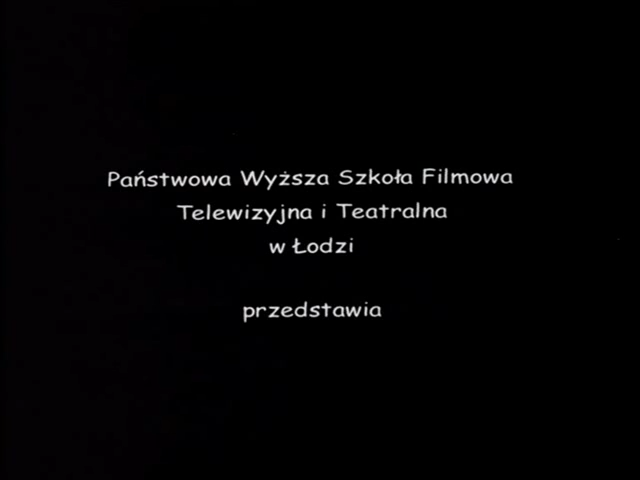 Państwowa Wyższa Szkoła Filmowa
Telewizyjna i Teatralna
w Łodzi
przedstawia